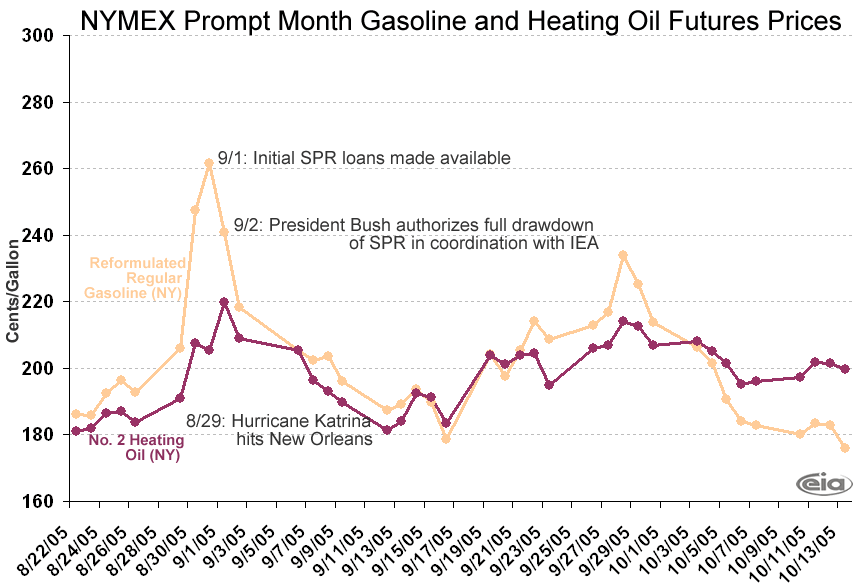 NYMEX Prompt Month Gasoline and Heating Oil Futures Prices
300
280
260
240
220
200
180
160
Cents/Gallon
9/1: Initial SPR loans made available
9/2: President Bush authorizes full drawdown
of SPR in coordination with IEA
Reformulated
Regular
Gasoline (NY)
8/29: Hurricane Katrina
hits New Orleans
No. 2 Heating
Oil (NY)
eia
8/22/05
8/24/05
8/26/05
8/28/05
8/30/05
9/1/05
9/3/05
9/5/05
9/7/05
9/9/05
9/11/05
9/13/05
9/15/05
9/17/05
9/19/05
9/21/05
9/23/05
9/25/05
9/27/05
9/29/05
10/1/05
10/3/05
10/5/05
10/7/05
10/9/05
10/11/05
10/13/05